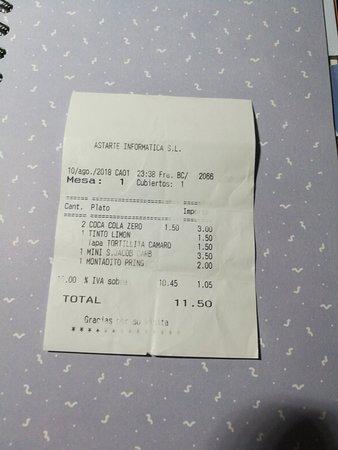 ASTARTE INFORMATICA S.L.
10/ago./2018 CA01 23:38 Fra. BC/ 2066
Mesa: 1 Cubiertos: 1
Cant. Plato Importe
2 COCA COLA ZERO 1.50 3.00
1 TINTO LIMON 1.50
Tapa TORTILLITA CAMARO 1.50
1 MINI S.JACOB CARB 3.50
1 MONTADITO PRING. 2.00
% IVA sobre 10.45 1.05
TOTAL 11.50
Gracias por su visita